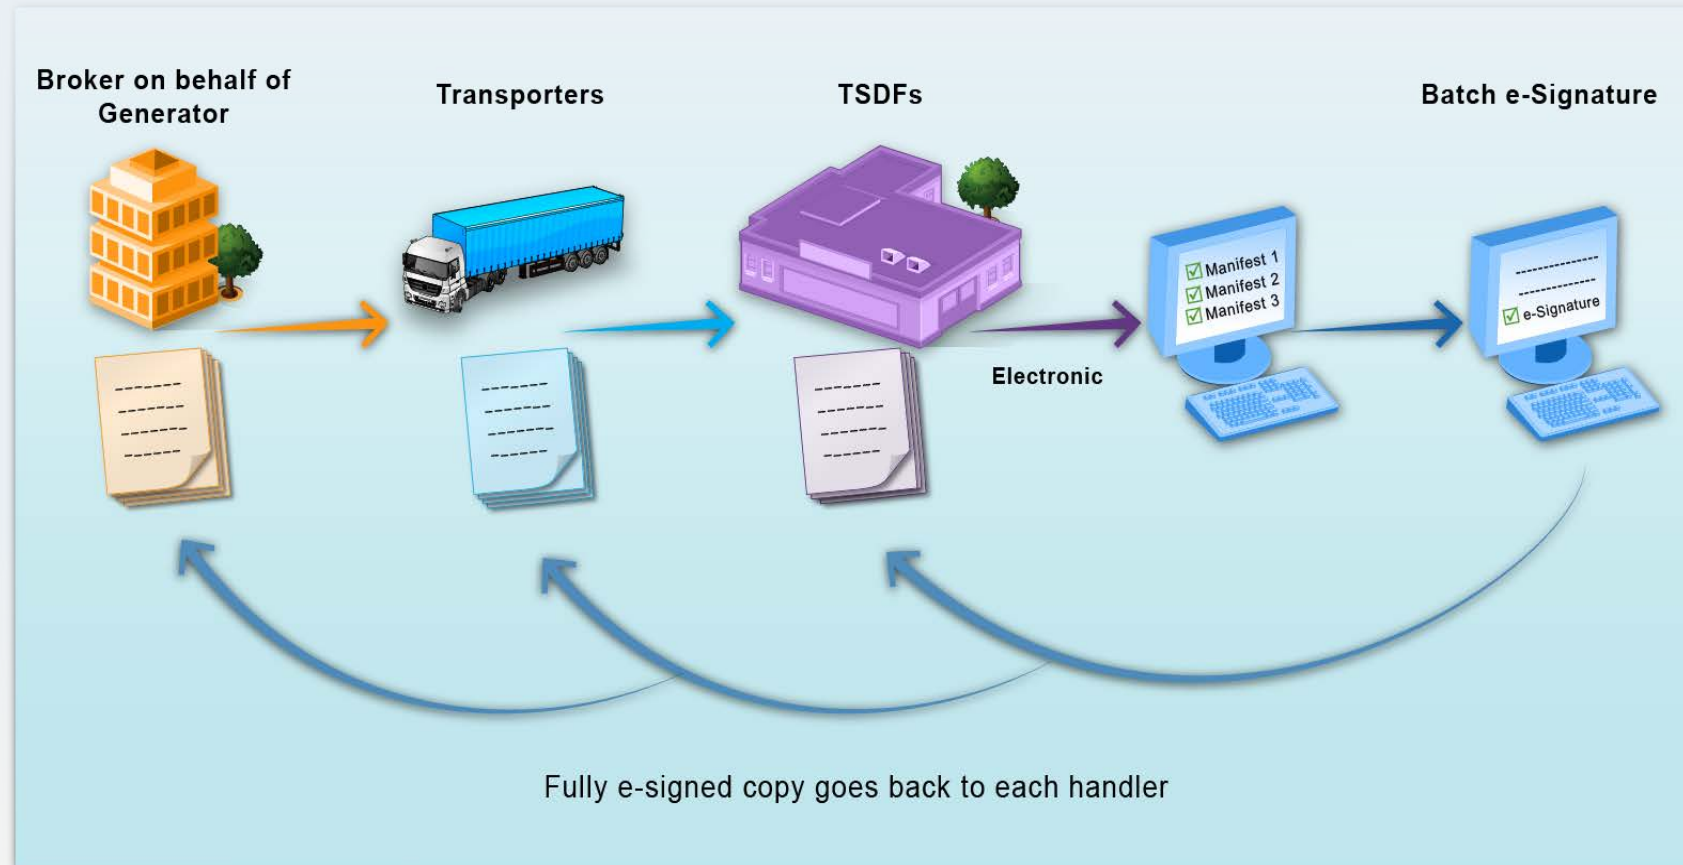 Broker on behalf of
Generator
Transporters
TSDFs
Batch e-Signature
Manifest 1
Manifest 2
Manifest 3
e-Signature
Electronic
Fully e-signed copy goes back to each handler